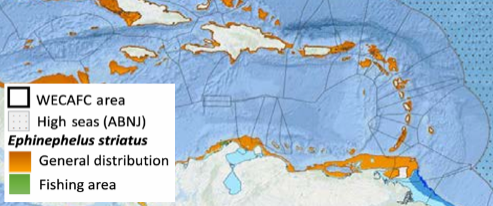 WECAFC area
High seas (ABNJ)
Ephinephelus striatus
General distribution
Fishing area